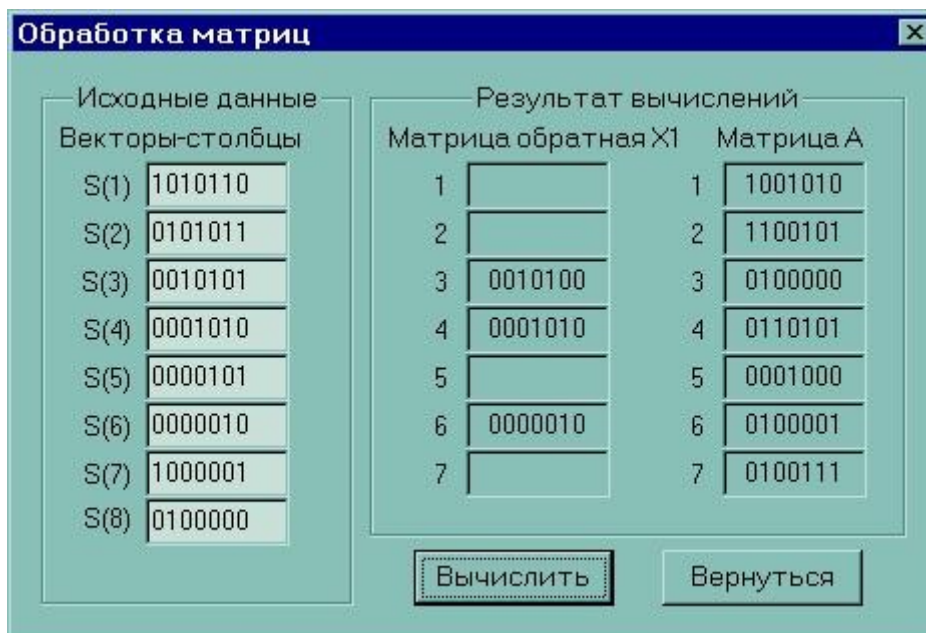 Обработка матриц
Исходные данные
Векторы-столбцы
S(1) 1010110
S(2) 0101011
S(3) 0010101
S(4) 0001010
S(5) 0000101
S(6) 0000010
S(7) 1000001
S(8) 0100000
Результат вычислений
Матрица обратная X1 Матрица A
1 1 1001010
2 2 1100101
3 0010100 3 0100000
4 0001010 4 0110101
5 5 0001000
6 0000010 6 0100001
7 7 0100111
Вычислить Вернуться